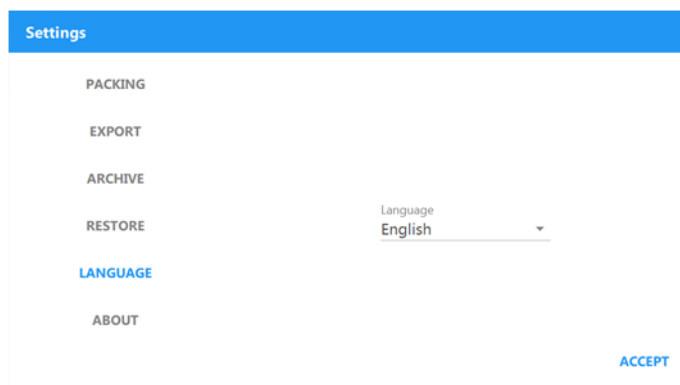 Settings
PACKING
EXPORT
ARCHIVE
RESTORE
LANGUAGE
ABOUT
Language
English
ACCEPT